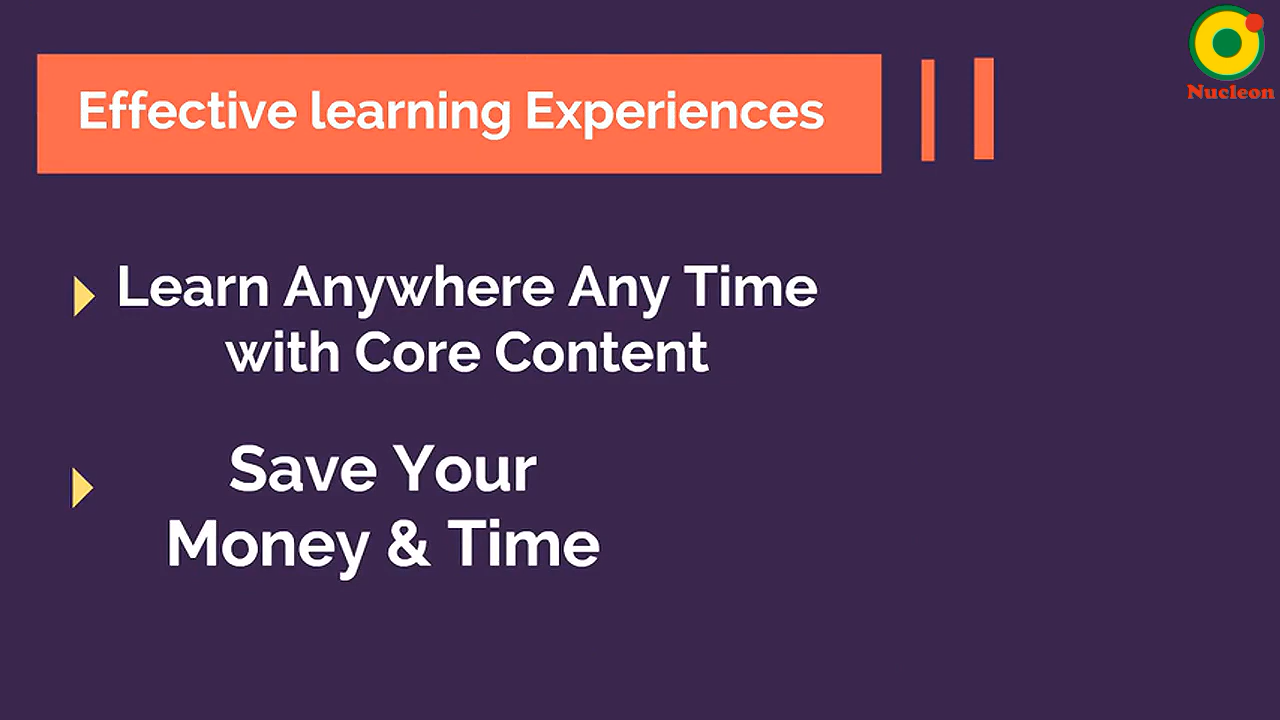 Nucleon
Effective learning Experiences
Learn Anywhere Any Time
with Core Content
Save Your
Money & Time